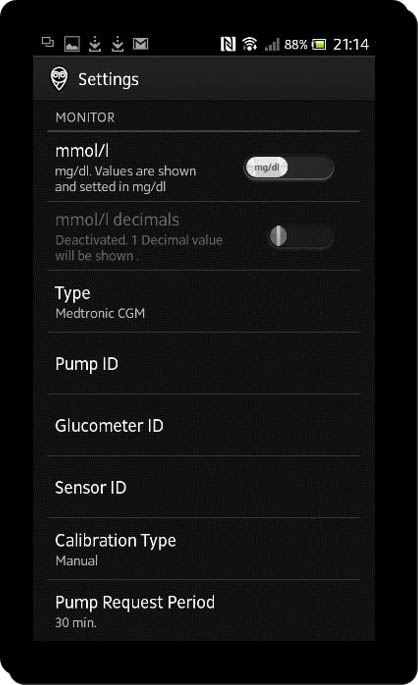 88% 21:14
Settings
MONITOR
mmol/l
mg/dl. Values are shown
and setted in mg/dl
mg/dl
mmol/l decimals
Deactivated. 1 Decimal value
will be shown .
Type
Medtronic CGM
Pump ID
Glucometer ID
Sensor ID
Calibration Type
Manual
Pump Request Period
30 min.